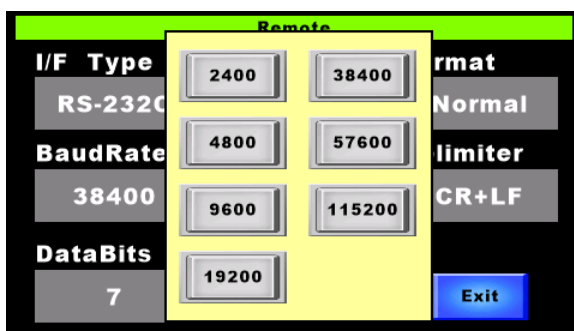 Remote
I/F Type
rmat
RS-232C
Normal
BaudRate
limiter
38400
CR+LF
DataBits
7
Exit
2400
38400
4800
57600
9600
115200
19200